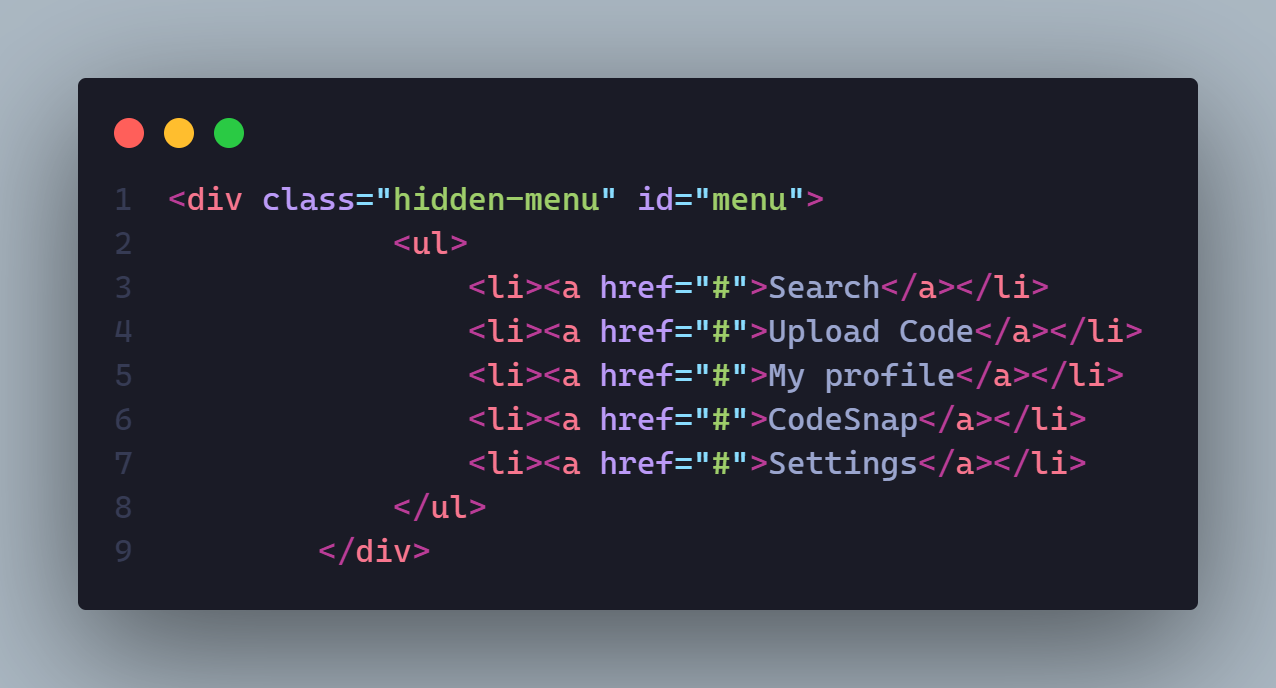 1 <div class="hidden-menu" id="menu">
2             <ul>
3                 <li><a href="#">Search</a></li>
4                 <li><a href="#">Upload Code</a></li>
5                 <li><a href="#">My profile</a></li>
6                 <li><a href="#">CodeSnap</a></li>
7                 <li><a href="#">Settings</a></li>
8             </ul>
9         </div>